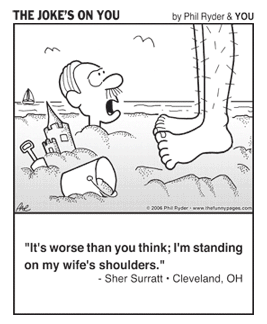 THE JOKE'S ON YOU by Phil Ryder & YOU
© 2006 Phil Ryder • www.thefunnypages.com
"It's worse than you think; I'm standing
on my wife's shoulders."
- Sher Surratt • Cleveland, OH